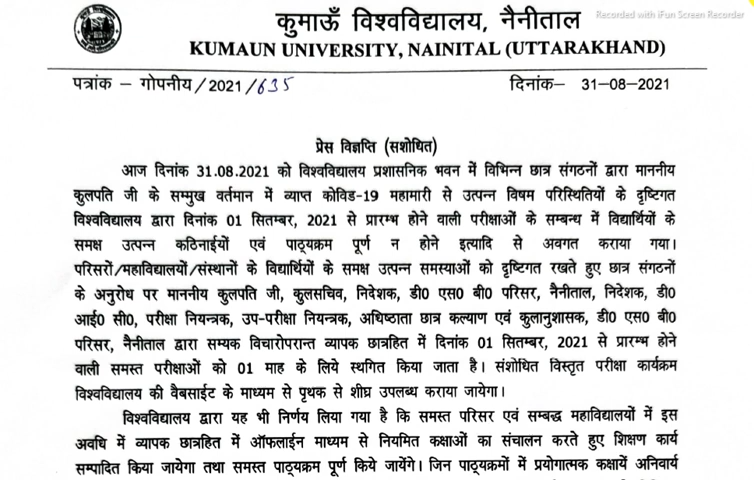 कुमाऊँ विश्वविद्यालय, नैनीताल
Recorded with iFun Screen Recorder
KUMAUN UNIVERSITY, NAINITAL (UTTARAKHAND)
पत्रांक – गोपनीय/2021/635 दिनांक– 31-08-2021
प्रेस विज्ञप्ति (सशोधित)
आज दिनांक 31.08.2021 को विश्वविद्यालय प्रशासनिक भवन में विभिन्न छात्र संगठनों द्वारा माननीय
कुलपति जी के सम्मुख वर्तमान में व्याप्त कोविड-19 महामारी से उत्पन्न विषम परिस्थितियों के दृष्टिगत
विश्वविद्यालय द्वारा दिनांक 01 सितम्बर, 2021 से प्रारम्भ होने वाली परीक्षाओं के सम्बन्ध में विद्यार्थियों के
समक्ष उत्पन्न कठिनाईयों एवं पाठ्यक्रम पूर्ण न होने इत्यादि से अवगत कराया गया।
परिसरों/महाविद्यालयों/संस्थानों के विद्यार्थियों के समक्ष उत्पन्न समस्याओं को दृष्टिगत रखते हुए छात्र संगठनों
के अनुरोध पर माननीय कुलपति जी, कुलसचिव, निदेशक, डी0 एस0 बी0 परिसर, नैनीताल, निदेशक, डी0
आई0 सी0, परीक्षा नियन्त्रक, उप-परीक्षा नियन्त्रक, अधिष्ठाता छात्र कल्याण एवं कुलानुशासक, डी0 एस0 बी0
परिसर, नैनीताल द्वारा सम्यक विचारोपरान्त व्यापक छात्रहित में दिनांक 01 सितम्बर, 2021 से प्रारम्भ होने
वाली समस्त परीक्षाओं को 01 माह के लिये स्थगित किया जाता है। संशोधित विस्तृत परीक्षा कार्यक्रम
विश्वविद्यालय की वैबसाईट के माध्यम से पृथक से शीघ्र उपलब्ध कराया जायेगा।
विश्वविद्यालय द्वारा यह भी निर्णय लिया गया है कि समस्त परिसर एवं सम्बद्ध महाविद्यालयों में इस
अवधि में व्यापक छात्रहित में ऑफलाईन माध्यम से नियमित कक्षाओं का संचालन करते हुए शिक्षण कार्य
सम्पादित किया जायेगा तथा समस्त पाठ्यक्रम पूर्ण किये जायेंगे। जिन पाठ्यक्रमों में प्रयोगात्मक कक्षायें अनिवार्य